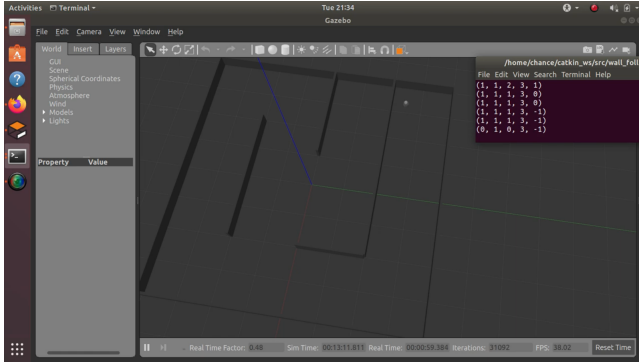 Activities
Terminal
Tue 21:34
Gazebo
File Edit Camera View Window Help
World Insert Layers
GUI
Scene
Spherical Coordinates
Physics
Atmosphere
Wind
Models
Lights
Property Value
/home/chance/catkin_ws/src/wall_foll
File Edit View Search Terminal Help
(1, 1, 2, 3, 1)
(1, 1, 1, 3, 0)
(1, 1, 1, 3, 0)
(1, 1, 1, 3, -1)
(1, 1, 1, 3, -1)
(0, 1, 0, 3, -1)
Real Time Factor: 0.48 Sim Time: 00:13:11.811 Real Time: 00:00:59.384 Iterations: 31092 FPS: 38.02 Reset Time